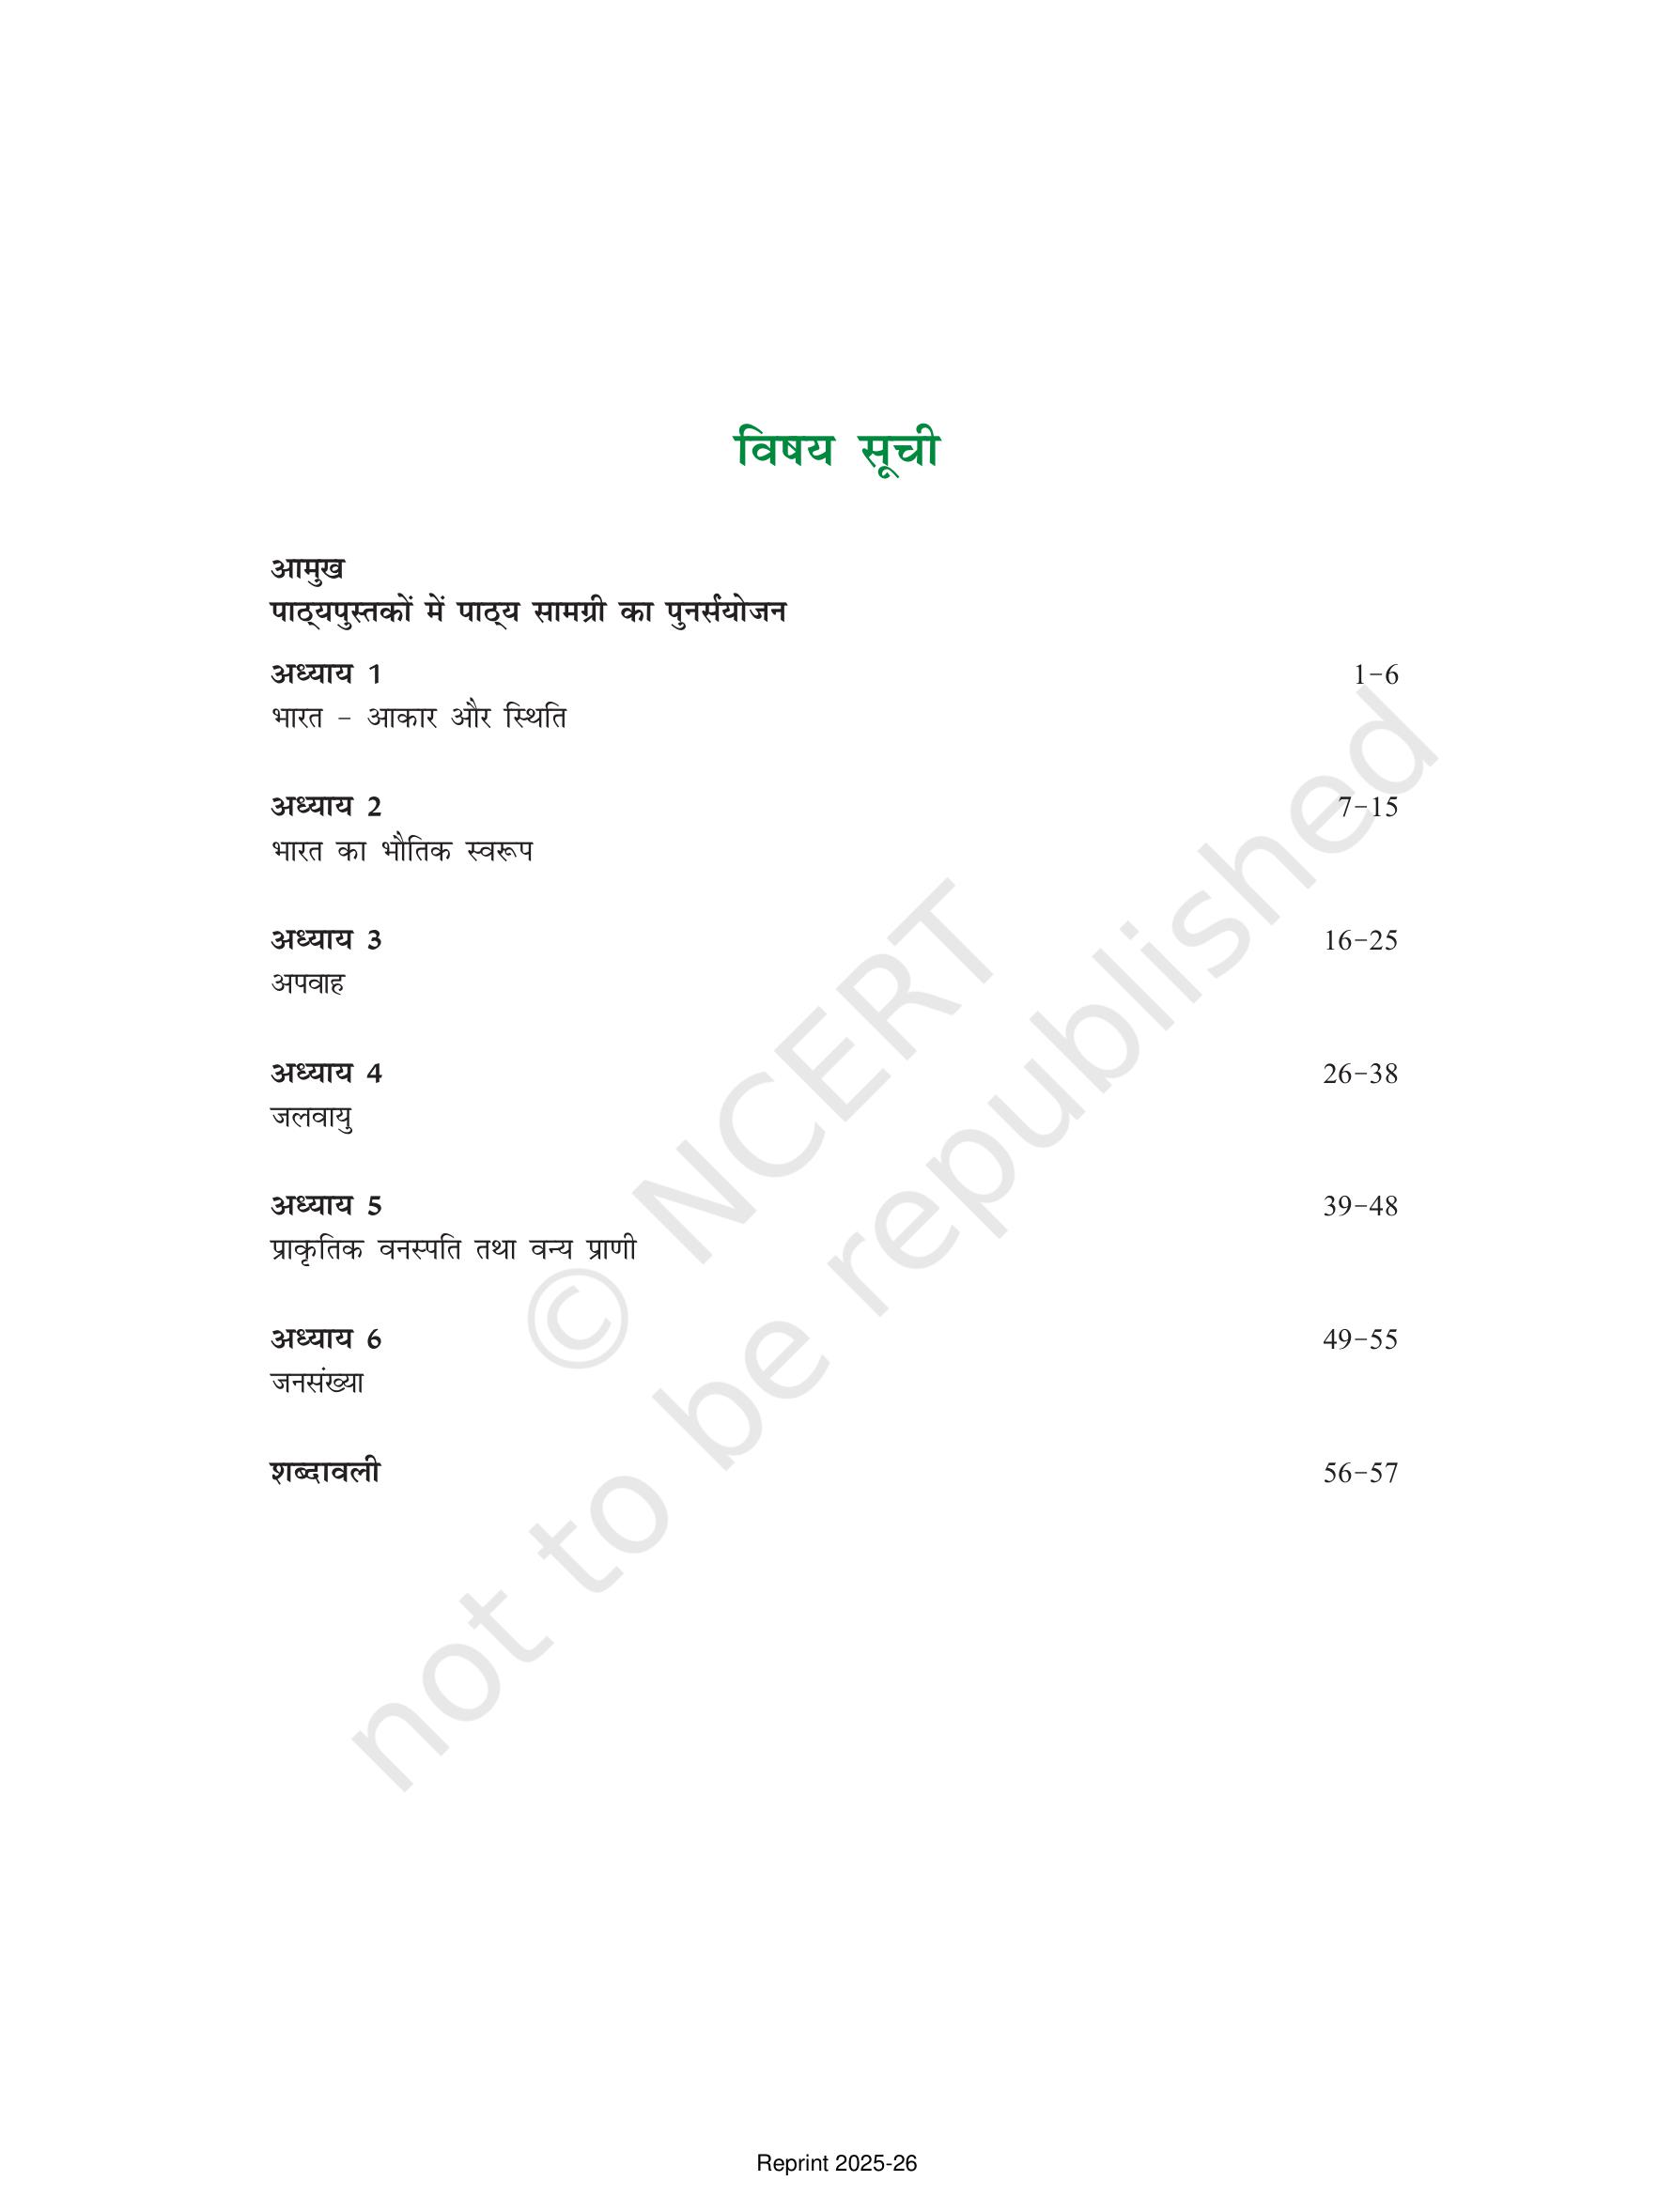 विषय सूची
आमुख
पाठ्यपुस्तकों में पाठ्य सामग्री का पुनर्संयोजन
अध्याय 1 1-6
भारत – आकार और स्थिति
अध्याय 2 7-15
भारत का भौतिक स्वरूप
अध्याय 3 16-25
अपवाह
अध्याय 4 26-38
जलवायु
अध्याय 5 39-48
प्राकृतिक वनस्पति तथा वन्य प्राणी
अध्याय 6 49-55
जनसंख्या
शब्दावली 56-57
© NCERT
not to be republished
Reprint 2025-26